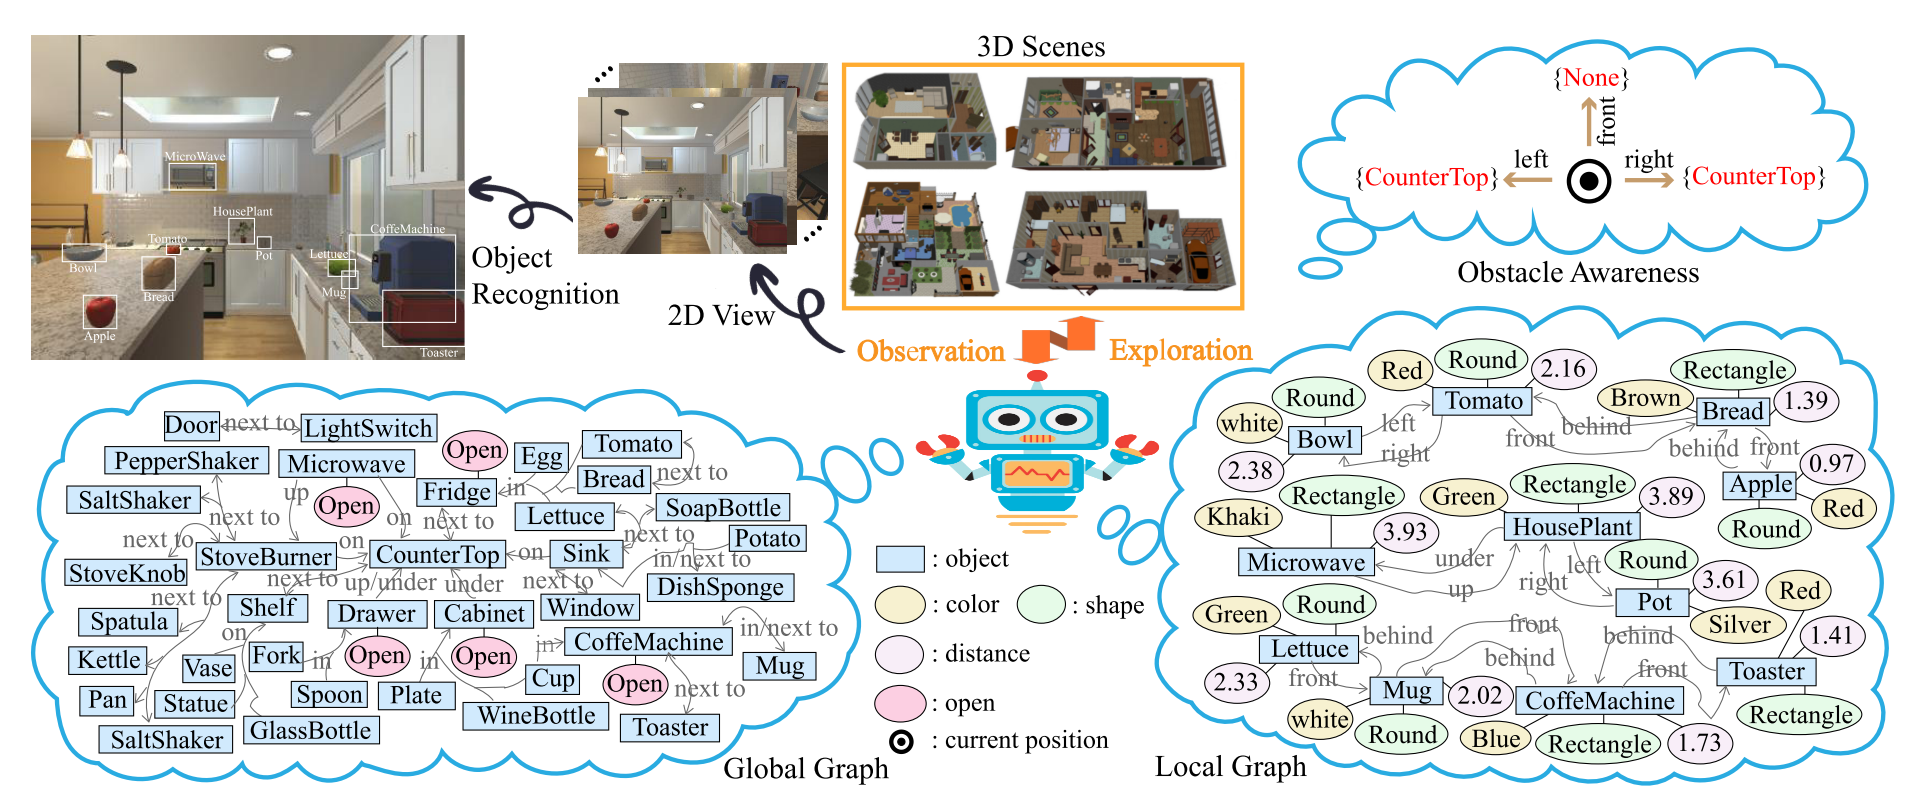 3D Scenes
{None}
front
left
right
{CounterTop}
{CounterTop}
Obstacle Awareness
MicroWave
HousePlant
CoffeMachine
Tomato
Pot
Lettuce
Bowl
Mug
Bread
Apple
Toaster
Object
Recognition
2D View
Observation
Exploration
Door
next to
LightSwitch
PepperShaker
Microwave
Open
Egg
Tomato
next to
SaltShaker
up
Open
Fridge
in
Bread
next to
on
next to
Lettuce
SoapBottle
next to
StoveBurner
on
CounterTop
on
Sink
next to
Potato
in/next to
StoveKnob
next to
up/under
under
next to
DishSponge
next to
Shelf
Drawer
Cabinet
Window
Spatula
on
in/next to
Kettle
Vase
Fork
in
Open
in
Open
in
CoffeMachine
Mug
Pan
Statue
Spoon
Plate
Cup
Open
next to
SaltShaker
GlassBottle
WineBottle
Toaster
Global Graph
: object
: color
: shape
: distance
: open
: current position
Red
Round
2.16
Rectangle
Round
Tomato
Brown
Bread
1.39
white
Bowl
left
right
front
behind
behind
front
2.38
Rectangle
Green
Rectangle
3.89
0.97
Apple
Khaki
3.93
HousePlant
Round
Red
Microwave
under
up
left
right
Round
3.61
Pot
Silver
Red
Green
Round
Lettuce
behind
front
behind
front
behind
front
1.41
Toaster
2.33
Mug
2.02
CoffeMachine
white
Round
Blue
Rectangle
1.73
Rectangle
Local Graph